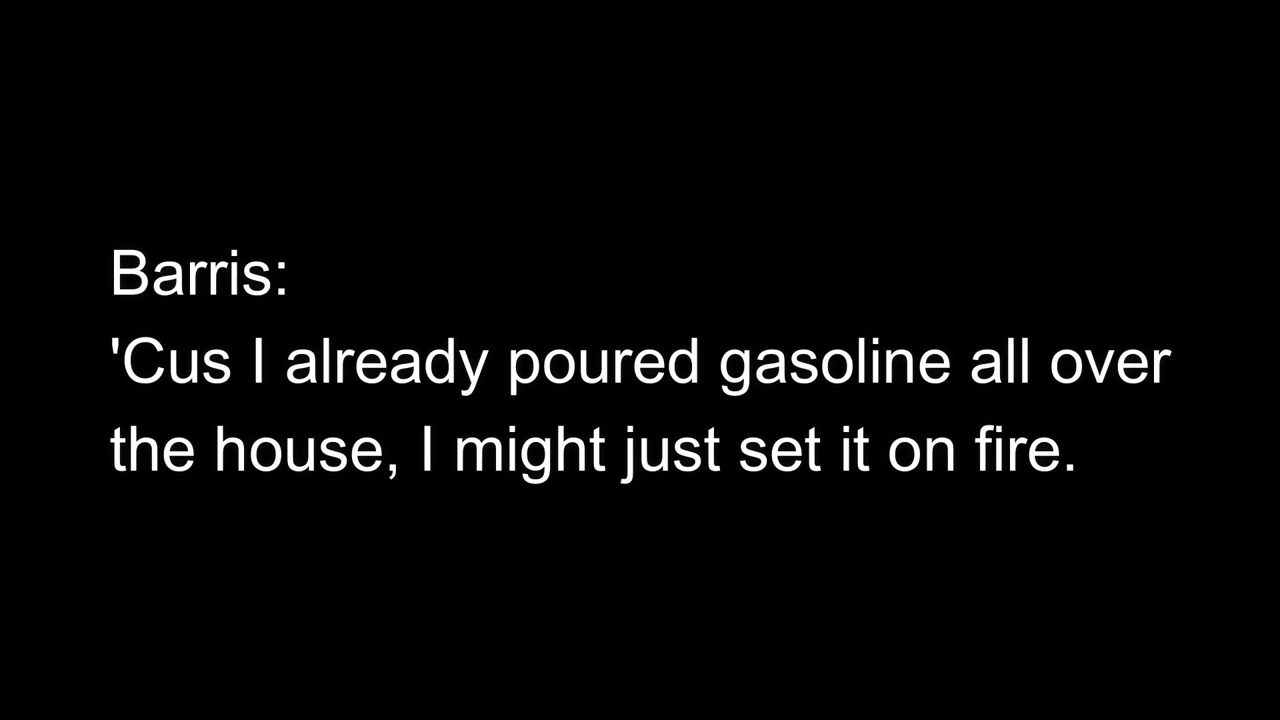 Barris:
'Cus I already poured gasoline all over
the house, I might just set it on fire.